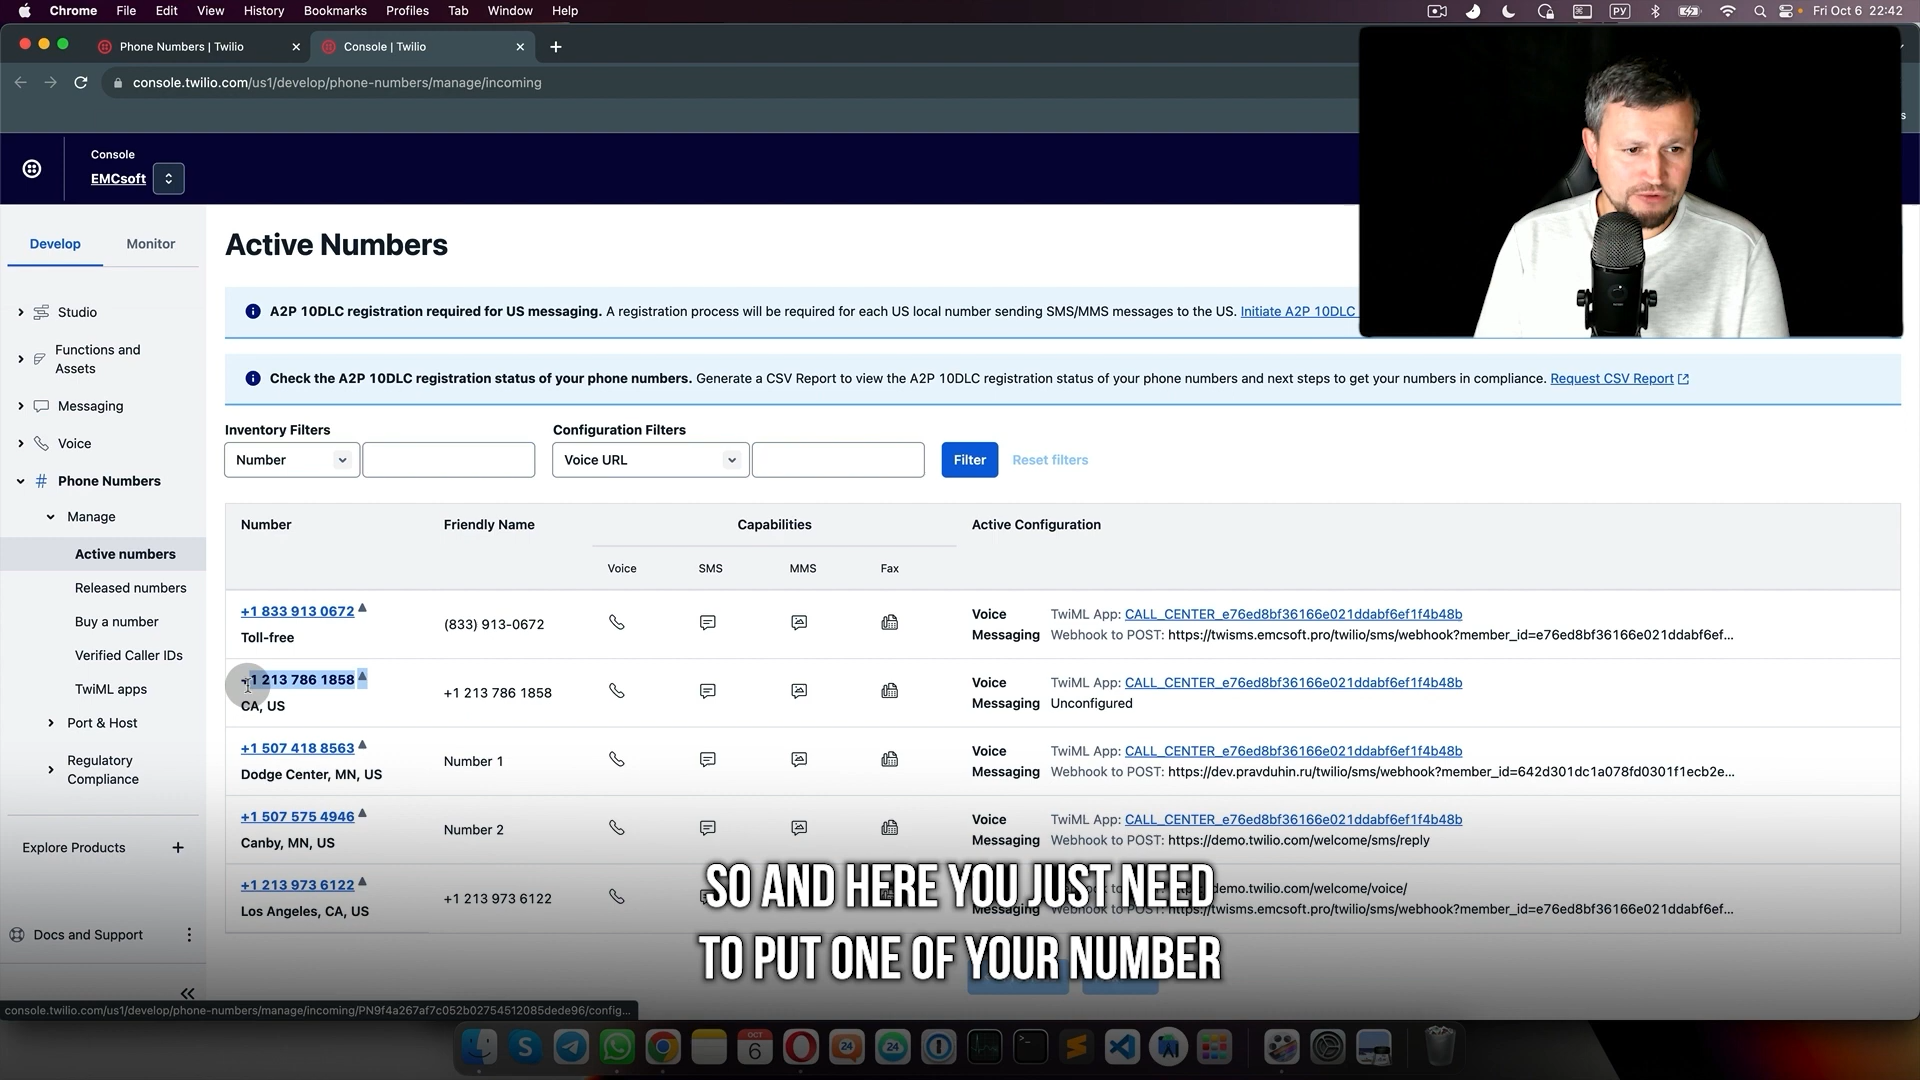 Chrome File Edit View History Bookmarks Profiles Tab Window Help
РУ Fri Oct 6 22:42
Phone Numbers | Twilio
Console | Twilio
console.twilio.com/us1/develop/phone-numbers/manage/incoming
Console
EMCsoft
Develop Monitor
Studio
Functions and
Assets
Messaging
Voice
Phone Numbers
Manage
Active numbers
Released numbers
Buy a number
Verified Caller IDs
TwiML apps
Port & Host
Regulatory
Compliance
Explore Products +
Docs and Support
Active Numbers
A2P 10DLC registration required for US messaging. A registration process will be required for each US local number sending SMS/MMS messages to the US. Initiate A2P 10DLC
Check the A2P 10DLC registration status of your phone numbers. Generate a CSV Report to view the A2P 10DLC registration status of your phone numbers and next steps to get your numbers in compliance. Request CSV Report
Inventory Filters Configuration Filters
Number Voice URL Filter Reset filters
Number Friendly Name Capabilities Active Configuration
Voice SMS MMS Fax
+1 833 913 0672 (833) 913-0672 Voice TwiML App: CALL_CENTER_e76ed8bf36166e021ddabf6ef1f4b48b
Toll-free Messaging Webhook to POST: https://twisms.emcsoft.pro/twilio/sms/webhook?member_id=e76ed8bf36166e021ddabf6ef...
+1 213 786 1858 +1 213 786 1858 Voice TwiML App: CALL_CENTER_e76ed8bf36166e021ddabf6ef1f4b48b
CA, US Messaging Unconfigured
+1 507 418 8563 Number 1 Voice TwiML App: CALL_CENTER_e76ed8bf36166e021ddabf6ef1f4b48b
Dodge Center, MN, US Messaging Webhook to POST: https://dev.pravduhin.ru/twilio/sms/webhook?member_id=642d301dc1a078fd0301f1ecb2e...
+1 507 575 4946 Number 2 Voice TwiML App: CALL_CENTER_e76ed8bf36166e021ddabf6ef1f4b48b
Canby, MN, US Messaging Webhook to POST: https://demo.twilio.com/welcome/sms/reply
+1 213 973 6122 +1 213 973 6122 demo.twilio.com/welcome/voice/
Los Angeles, CA, US Messaging Webhook to POST: https://twisms.emcsoft.pro/twilio/sms/webhook?member_id=e76ed8bf36166e021ddabf6ef...
SO AND HERE YOU JUST NEED
TO PUT ONE OF YOUR NUMBER
console.twilio.com/us1/develop/phone-numbers/manage/incoming/PN9f4a267af7c052b02754512085dede96/config...
OCT
6
24
24